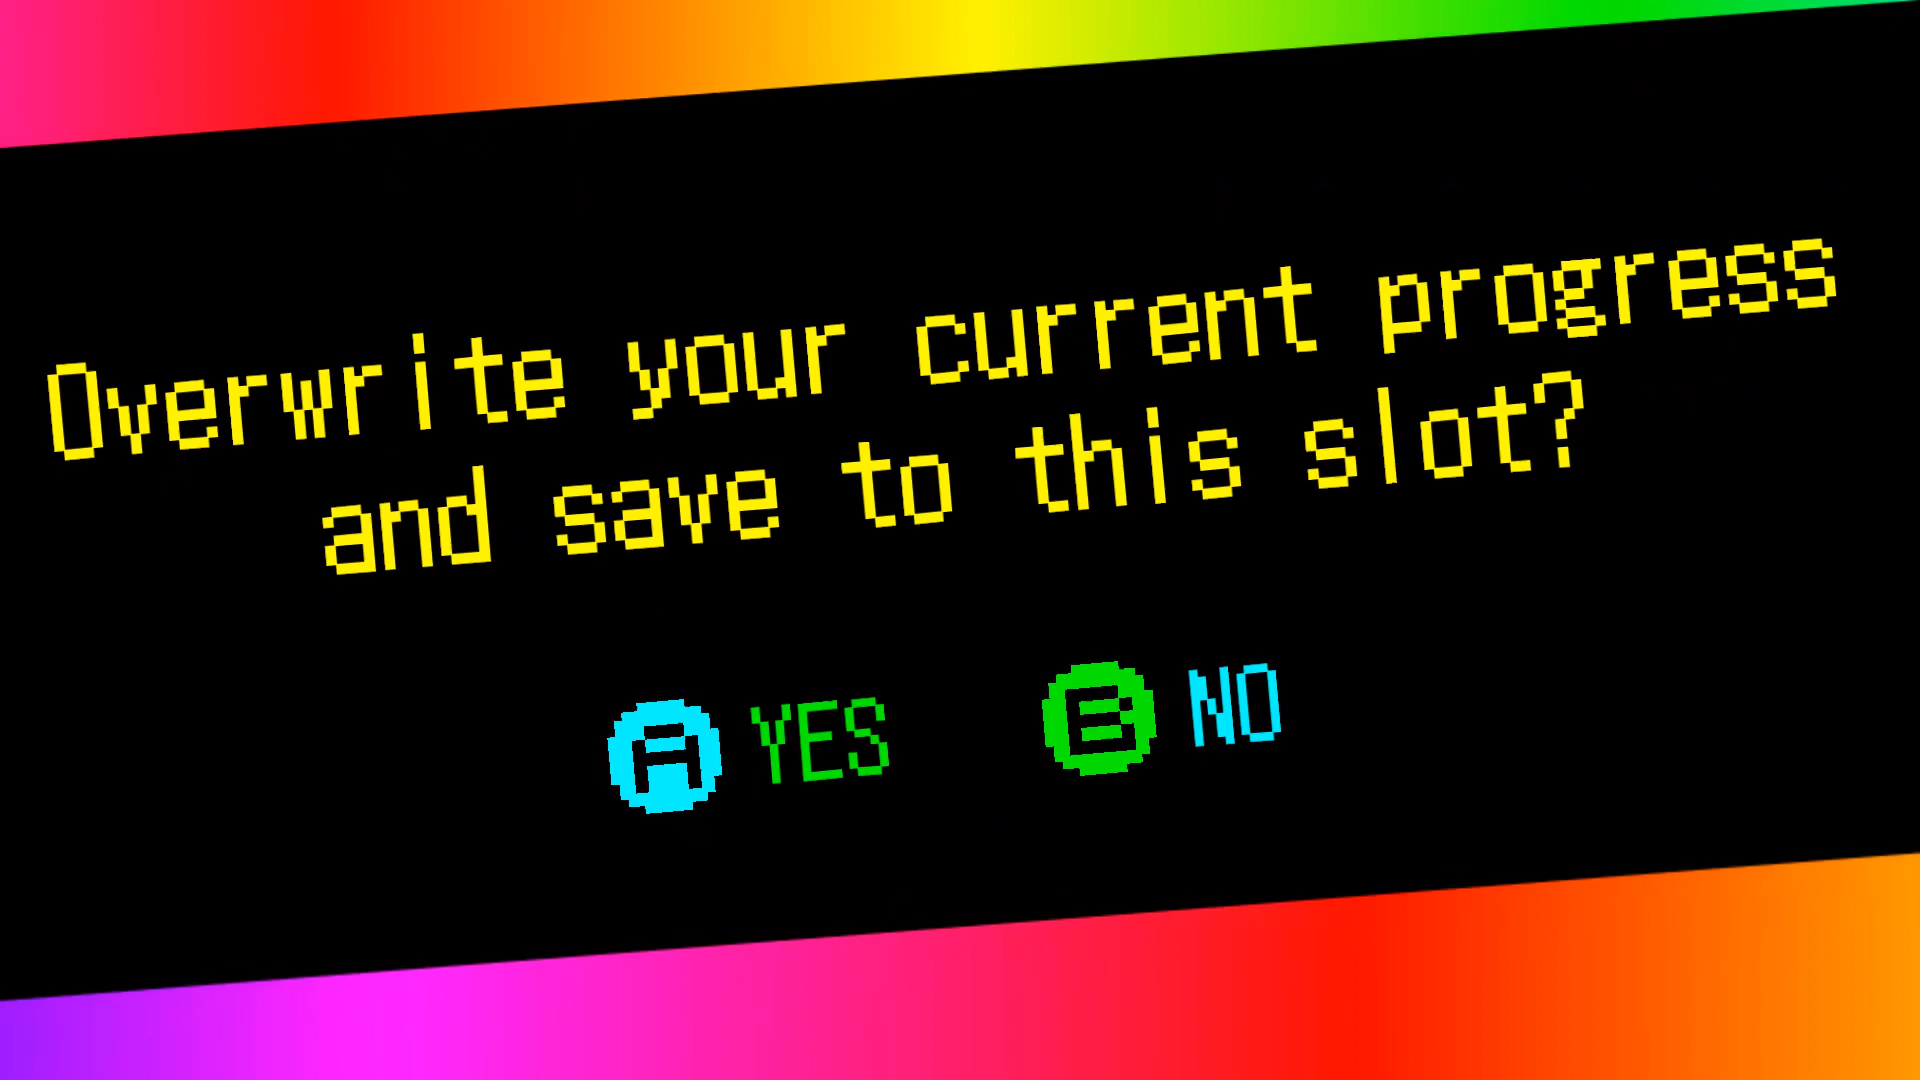 Overwrite your current progress
and save to this slot?
A YES B NO